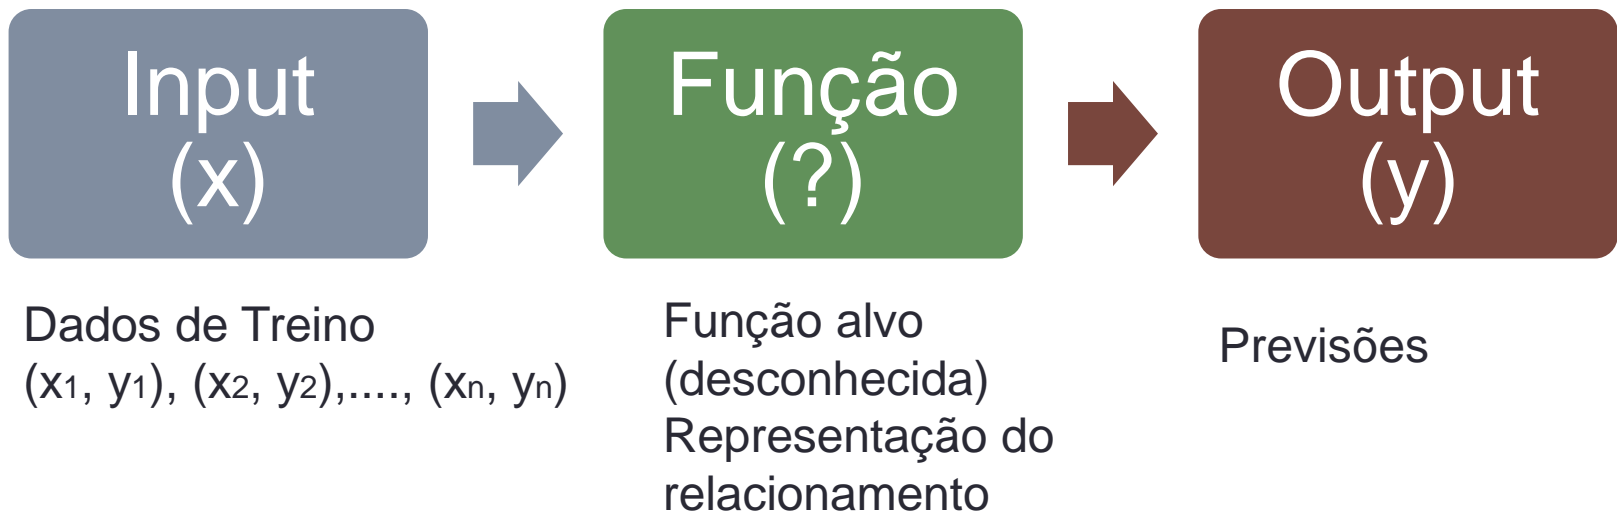 Input
(x)
Função
(?)
Output
(y)
Dados de Treino
(x1, y1), (x2, y2),...., (xn, yn)
Função alvo
(desconhecida)
Representação do
relacionamento
Previsões